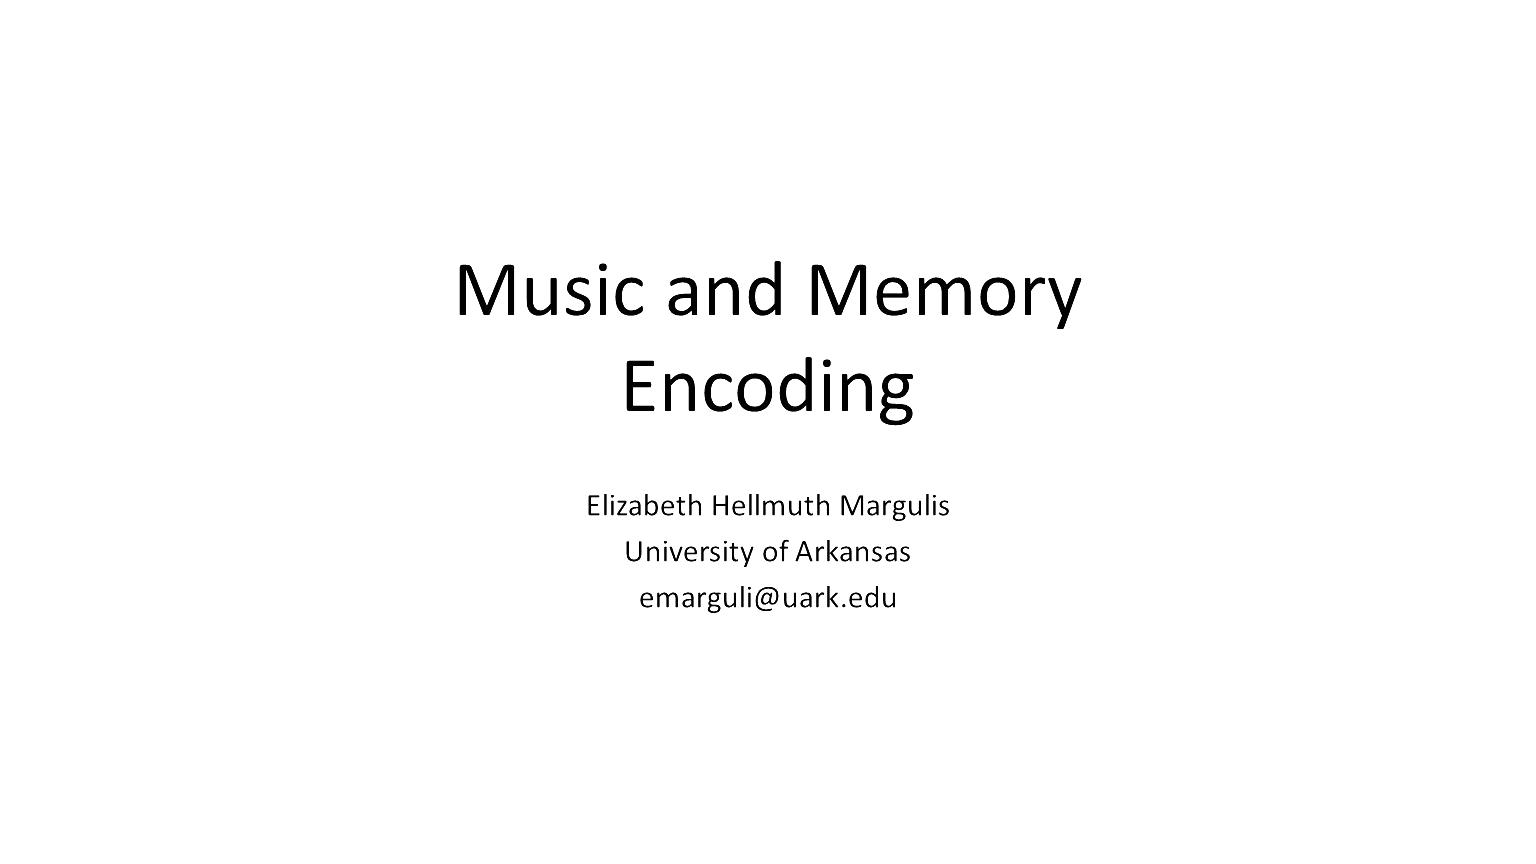 Music and Memory
Encoding
Elizabeth Hellmuth Margulis
University of Arkansas
emarguli@uark.edu